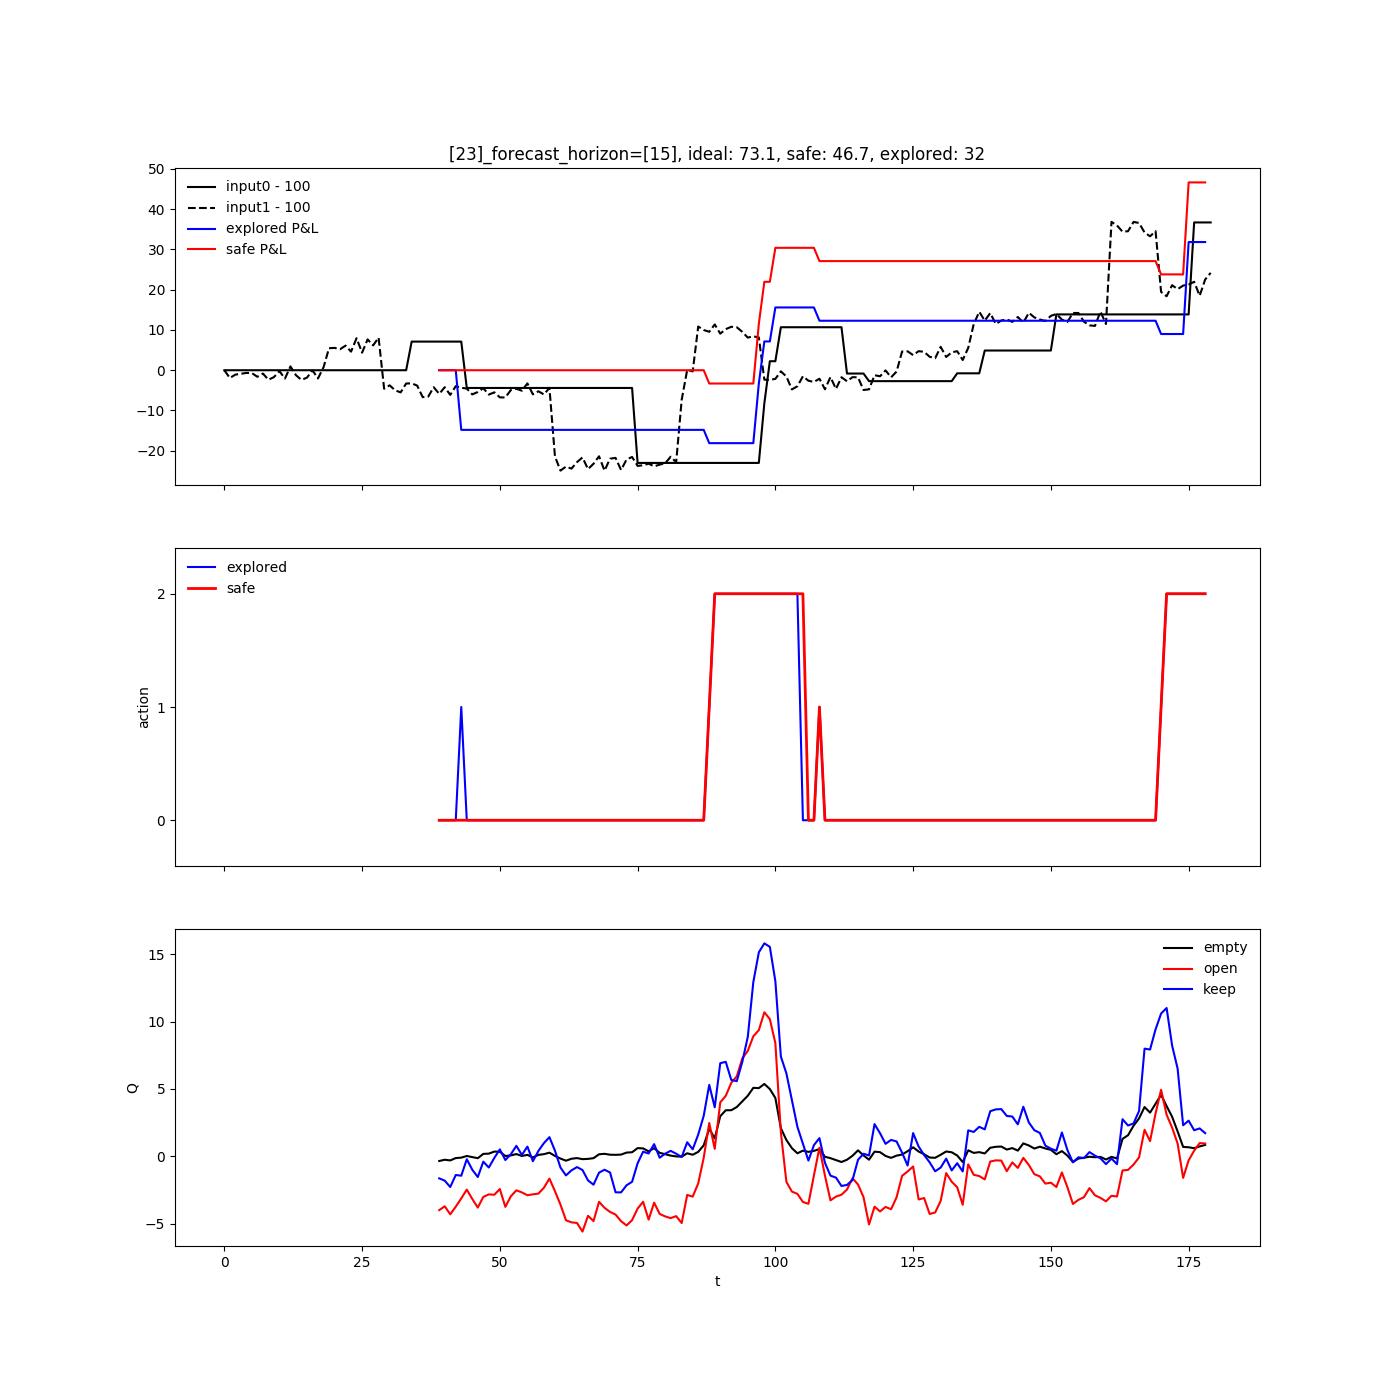 [23]_forecast_horizon=[15], ideal: 73.1, safe: 46.7, explored: 32
50
40
30
20
10
0
−10
−20
input0 - 100
input1 - 100
explored P&L
safe P&L
action
2
1
0
explored
safe
Q
15
10
5
0
−5
empty
open
keep
0 25 50 75 100 125 150 175
t